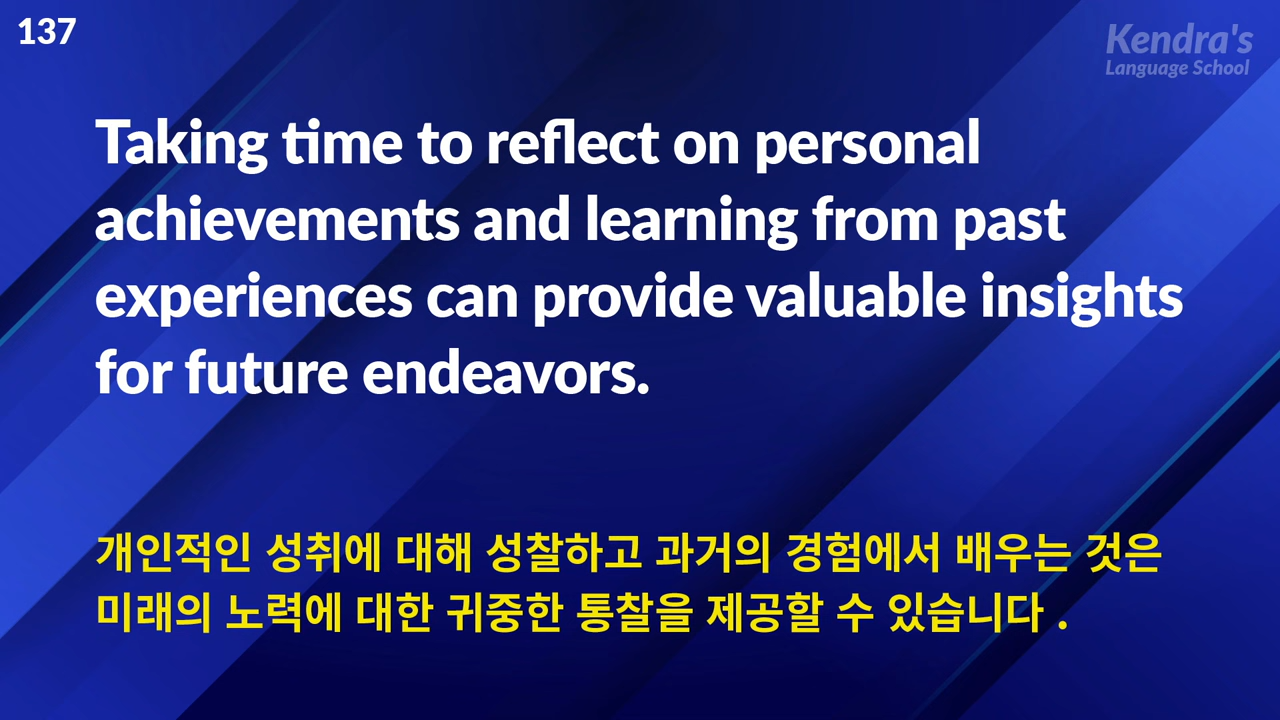 137
Kendra's
Language School
Taking time to reflect on personal
achievements and learning from past
experiences can provide valuable insights
for future endeavors.
개인적인 성취에 대해 성찰하고 과거의 경험에서 배우는 것은
미래의 노력에 대한 귀중한 통찰을 제공할 수 있습니다 .